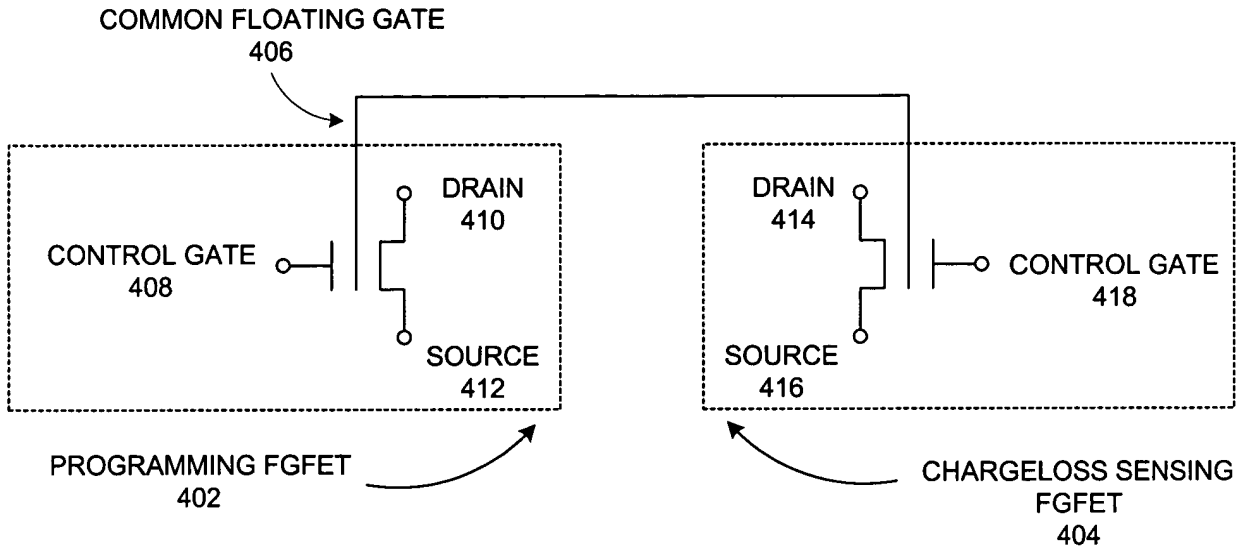 COMMON FLOATING GATE
406
DRAIN
410
CONTROL GATE
408
SOURCE
412
PROGRAMMING FGFET
402
DRAIN
414
CONTROL GATE
418
SOURCE
416
CHARGELOSS SENSING
FGFET
404